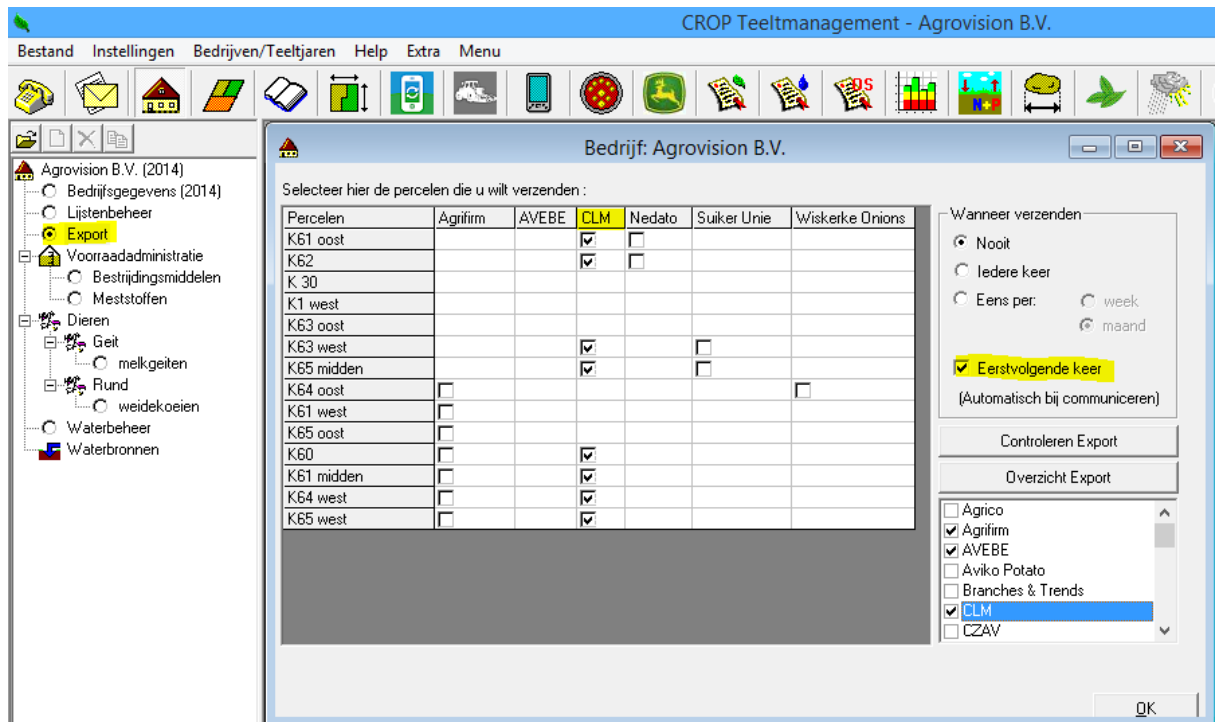 CROP Teeltmanagement - Agrovision B.V.
Bestand Instellingen Bedrijven/Teeltjaren Help Extra Menu
DS
N+P
Agrovision B.V. (2014)
Bedrijfsgegevens (2014)
Lijstenbeheer
Export
Voorraadadministratie
Bestrijdingsmiddelen
Meststoffen
Dieren
Geit
melkgeiten
Rund
weidekoeien
Waterbeheer
Waterbronnen
Bedrijf: Agrovision B.V.
Selecteer hier de percelen die u wilt verzenden :
Percelen Agrifirm AVEBE CLM Nedato Suiker Unie Wiskerke Onions
K61 oost
K62
K 30
K1 west
K63 oost
K63 west
K65 midden
K64 oost
K61 west
K65 oost
K60
K61 midden
K64 west
K65 west
Wanneer verzenden
Nooit
Iedere keer
Eens per: week
maand
Eerstvolgende keer
(Automatisch bij communiceren)
Controleren Export
Overzicht Export
Agrico
Agrifirm
AVEBE
Aviko Potato
Branches & Trends
CLM
CZAV
OK